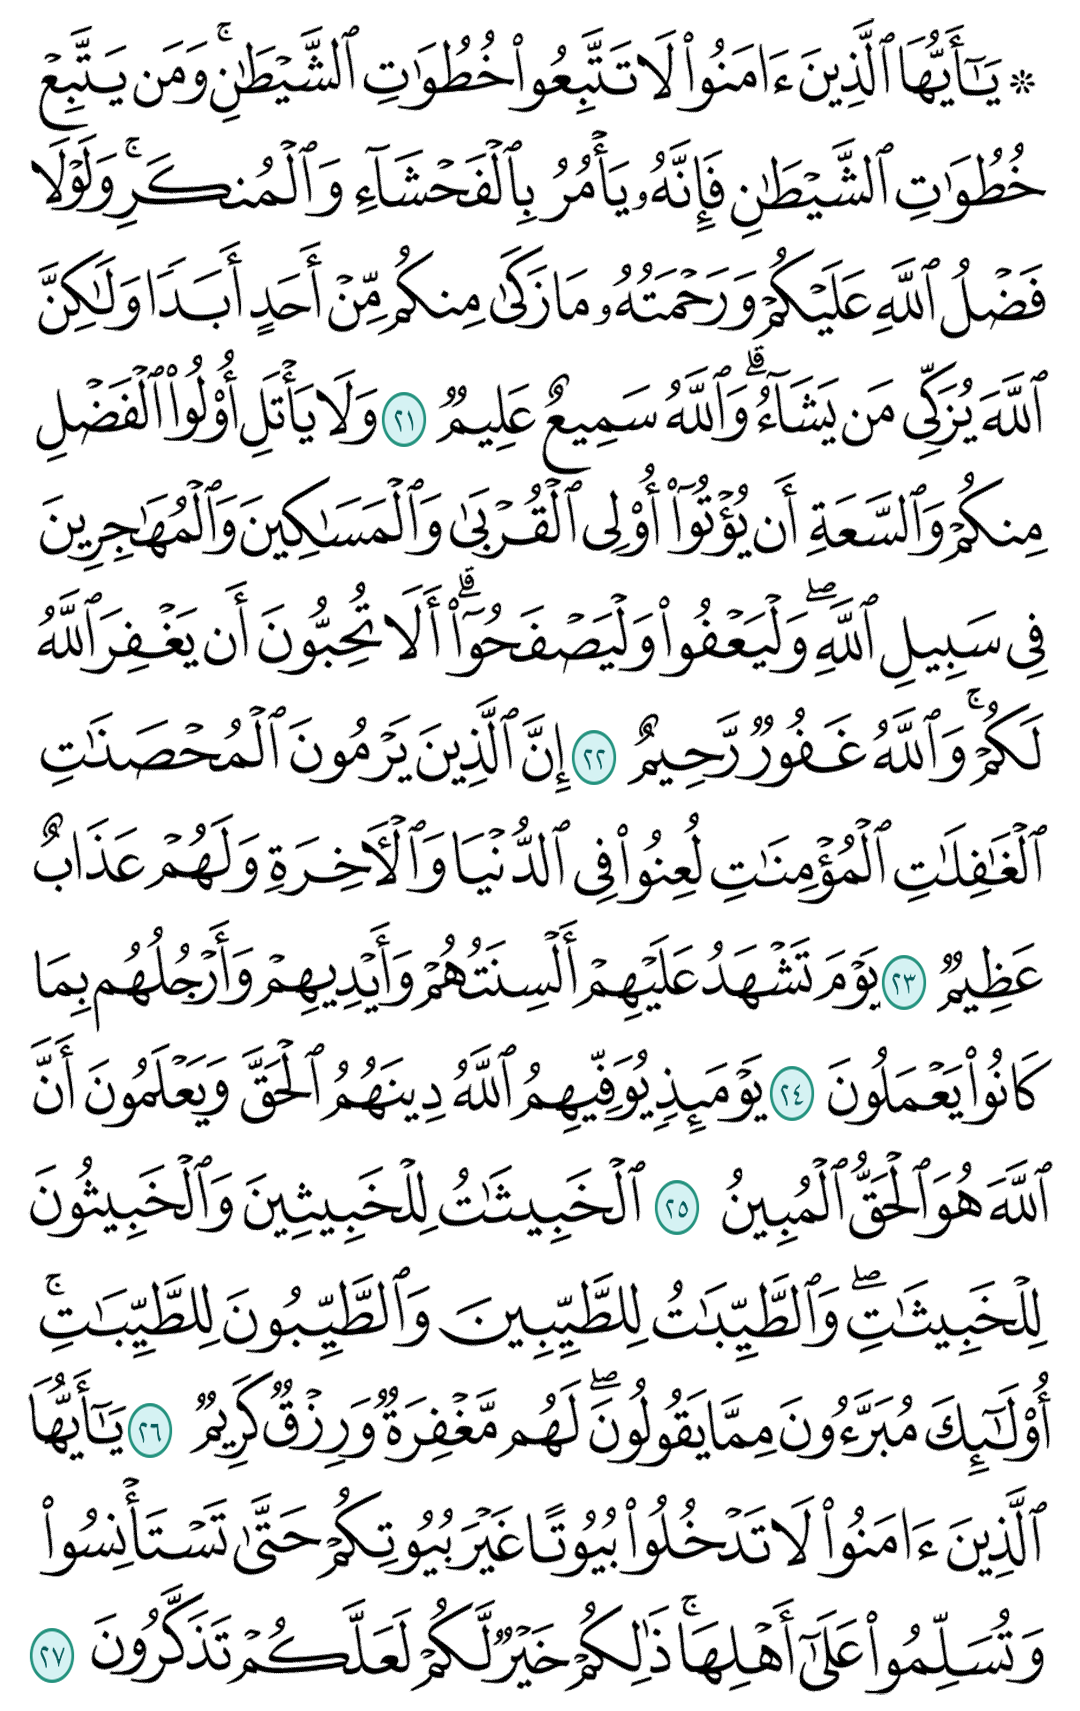 ۞ يَـٰٓأَيُّهَا ٱلَّذِينَ ءَامَنُوا۟ لَا تَتَّبِعُوا۟ خُطُوَٰتِ ٱلشَّيْطَـٰنِ ۚ وَمَن يَتَّبِعْ
خُطُوَٰتِ ٱلشَّيْطَـٰنِ فَإِنَّهُۥ يَأْمُرُ بِٱلْفَحْشَآءِ وَٱلْمُنكَرِ ۚ وَلَوْلَا
فَضْلُ ٱللَّهِ عَلَيْكُمْ وَرَحْمَتُهُۥ مَا زَكَىٰ مِنكُم مِّنْ أَحَدٍ أَبَدًا وَلَـٰكِنَّ
ٱللَّهَ يُزَكِّى مَن يَشَآءُ ۗ وَٱللَّهُ سَمِيعٌ عَلِيمٌ ٢١ وَلَا يَأْتَلِ أُو۟لُوا۟ ٱلْفَضْلِ
مِنكُمْ وَٱلسَّعَةِ أَن يُؤْتُوٓا۟ أُو۟لِى ٱلْقُرْبَىٰ وَٱلْمَسَـٰكِينَ وَٱلْمُهَـٰجِرِينَ
فِى سَبِيلِ ٱللَّهِ ۖ وَلْيَعْفُوا۟ وَلْيَصْفَحُوٓا۟ ۗ أَلَا تُحِبُّونَ أَن يَغْفِرَ ٱللَّهُ
لَكُمْ ۚ وَٱللَّهُ غَفُورٌ رَّحِيمٌ ٢٢ إِنَّ ٱلَّذِينَ يَرْمُونَ ٱلْمُحْصَنَـٰتِ
ٱلْغَـٰفِلَـٰتِ ٱلْمُؤْمِنَـٰتِ لُعِنُوا۟ فِى ٱلدُّنْيَا وَٱلْـَٔاخِرَةِ وَلَهُمْ عَذَابٌ
عَظِيمٌ ٢٣ يَوْمَ تَشْهَدُ عَلَيْهِمْ أَلْسِنَتُهُمْ وَأَيْدِيهِمْ وَأَرْجُلُهُم بِمَا
كَانُوا۟ يَعْمَلُونَ ٢٤ يَوْمَئِذٍ يُوَفِّيهِمُ ٱللَّهُ دِينَهُمُ ٱلْحَقَّ وَيَعْلَمُونَ أَنَّ
ٱللَّهَ هُوَ ٱلْحَقُّ ٱلْمُبِينُ ٢٥ ٱلْخَبِيثَـٰتُ لِلْخَبِيثِينَ وَٱلْخَبِيثُونَ
لِلْخَبِيثَـٰتِ ۖ وَٱلطَّيِّبَـٰتُ لِلطَّيِّبِينَ وَٱلطَّيِّبُونَ لِلطَّيِّبَـٰتِ ۚ
أُو۟لَـٰٓئِكَ مُبَرَّءُونَ مِمَّا يَقُولُونَ ۖ لَهُم مَّغْفِرَةٌ وَرِزْقٌ كَرِيمٌ ٢٦ يَـٰٓأَيُّهَا
ٱلَّذِينَ ءَامَنُوا۟ لَا تَدْخُلُوا۟ بُيُوتًا غَيْرَ بُيُوتِكُمْ حَتَّىٰ تَسْتَأْنِسُوا۟
وَتُسَلِّمُوا۟ عَلَىٰٓ أَهْلِهَا ۚ ذَٰلِكُمْ خَيْرٌ لَّكُمْ لَعَلَّكُمْ تَذَكَّرُونَ ٢٧